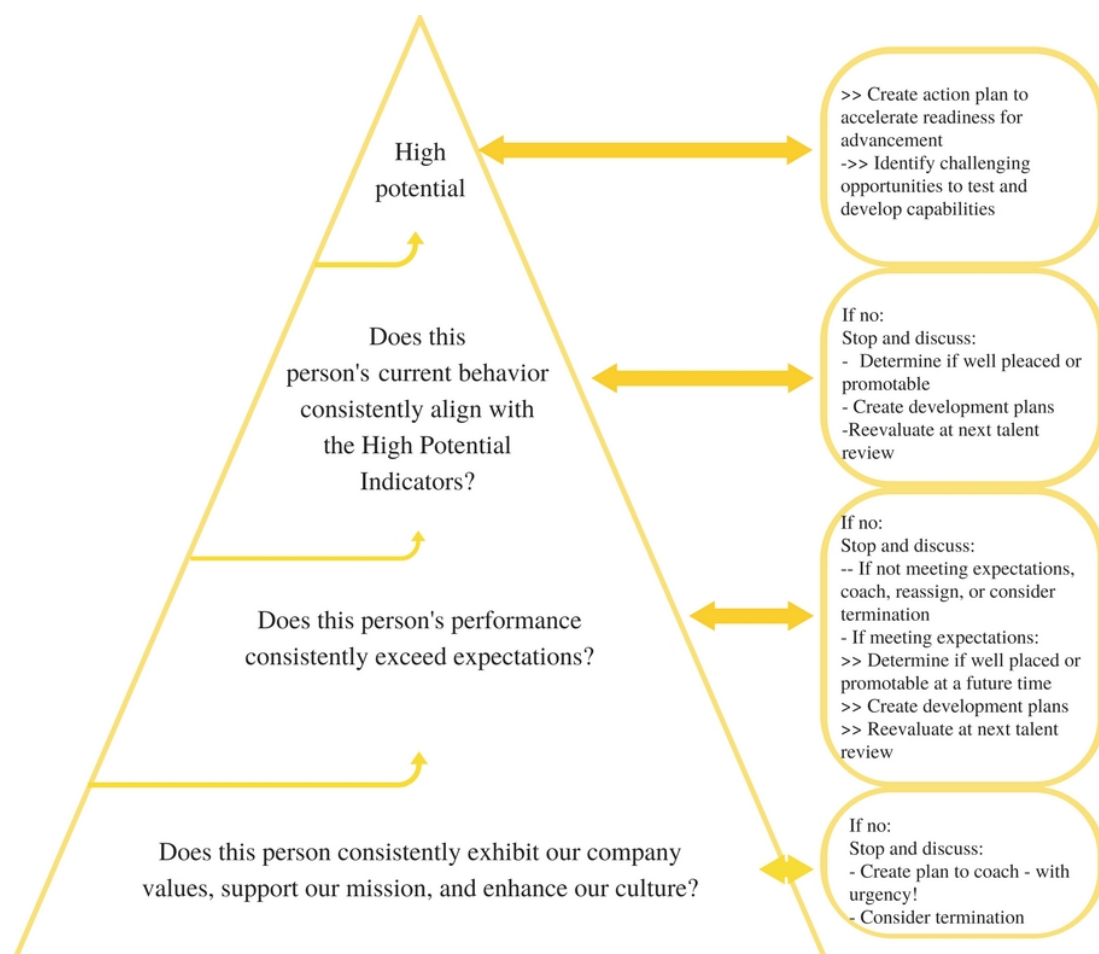 High
potential
>> Create action plan to
accelerate readiness for
advancement
->> Identify challenging
opportunities to test and
develop capabilities
Does this
person's current behavior
consistently align with
the High Potential
Indicators?
If no:
Stop and discuss:
- Determine if well pleaced or
promotable
- Create development plans
-Reevaluate at next talent
review
Does this person's performance
consistently exceed expectations?
If no:
Stop and discuss:
-- If not meeting expectations,
coach, reassign, or consider
termination
- If meeting expectations:
>> Determine if well placed or
promotable at a future time
>> Create development plans
>> Reevaluate at next talent
review
Does this person consistently exhibit our company
values, support our mission, and enhance our culture?
If no:
Stop and discuss:
- Create plan to coach - with
urgency!
- Consider termination